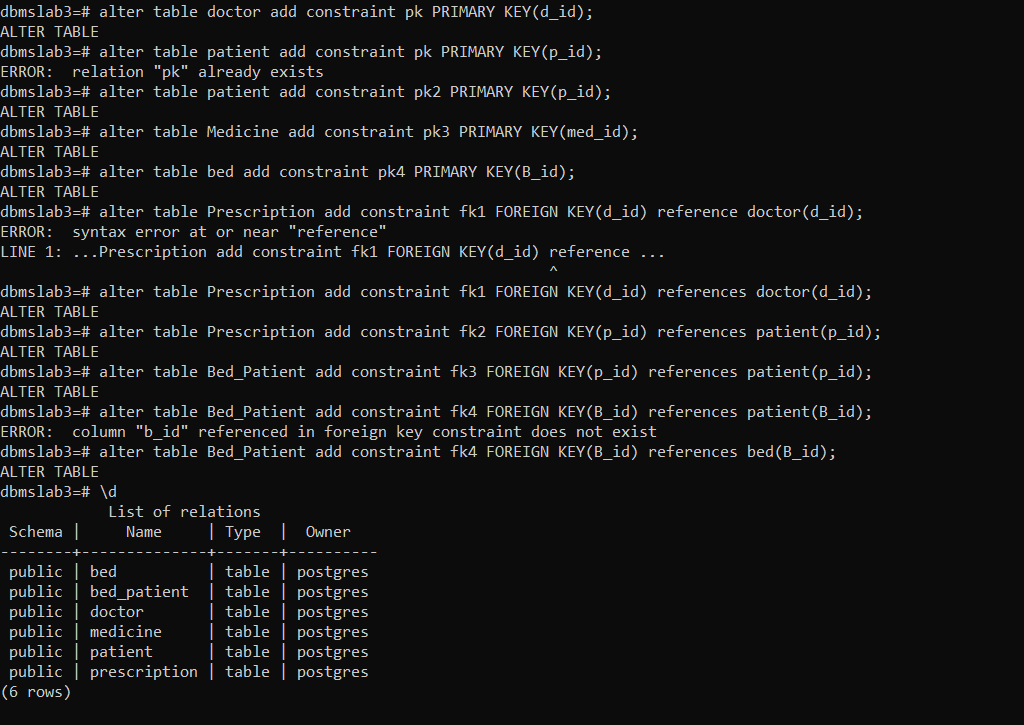 dbmslab3=# alter table doctor add constraint pk PRIMARY KEY(d_id);
ALTER TABLE
dbmslab3=# alter table patient add constraint pk PRIMARY KEY(p_id);
ERROR:  relation "pk" already exists
dbmslab3=# alter table patient add constraint pk2 PRIMARY KEY(p_id);
ALTER TABLE
dbmslab3=# alter table Medicine add constraint pk3 PRIMARY KEY(med_id);
ALTER TABLE
dbmslab3=# alter table bed add constraint pk4 PRIMARY KEY(B_id);
ALTER TABLE
dbmslab3=# alter table Prescription add constraint fk1 FOREIGN KEY(d_id) reference doctor(d_id);
ERROR:  syntax error at or near "reference"
LINE 1: ...Prescription add constraint fk1 FOREIGN KEY(d_id) reference ...
                                                             ^
dbmslab3=# alter table Prescription add constraint fk1 FOREIGN KEY(d_id) references doctor(d_id);
ALTER TABLE
dbmslab3=# alter table Prescription add constraint fk2 FOREIGN KEY(p_id) references patient(p_id);
ALTER TABLE
dbmslab3=# alter table Bed_Patient add constraint fk3 FOREIGN KEY(p_id) references patient(p_id);
ALTER TABLE
dbmslab3=# alter table Bed_Patient add constraint fk4 FOREIGN KEY(B_id) references patient(B_id);
ERROR:  column "b_id" referenced in foreign key constraint does not exist
dbmslab3=# alter table Bed_Patient add constraint fk4 FOREIGN KEY(B_id) references bed(B_id);
ALTER TABLE
dbmslab3=# \d
            List of relations
 Schema |     Name     | Type  |  Owner
--------+--------------+-------+----------
 public | bed          | table | postgres
 public | bed_patient  | table | postgres
 public | doctor       | table | postgres
 public | medicine     | table | postgres
 public | patient      | table | postgres
 public | prescription | table | postgres
(6 rows)